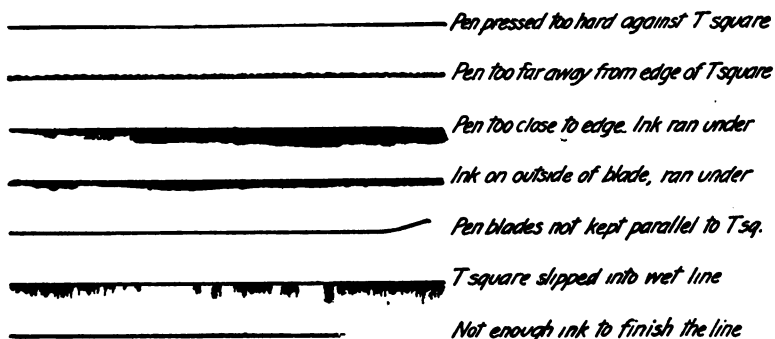 Pen pressed too hard against T square
Pen too far away from edge of T square
Pen too close to edge. Ink ran under
Ink on outside of blade, ran under
Pen blades not kept parallel to T sq.
T square slipped into wet line
Not enough ink to finish the line